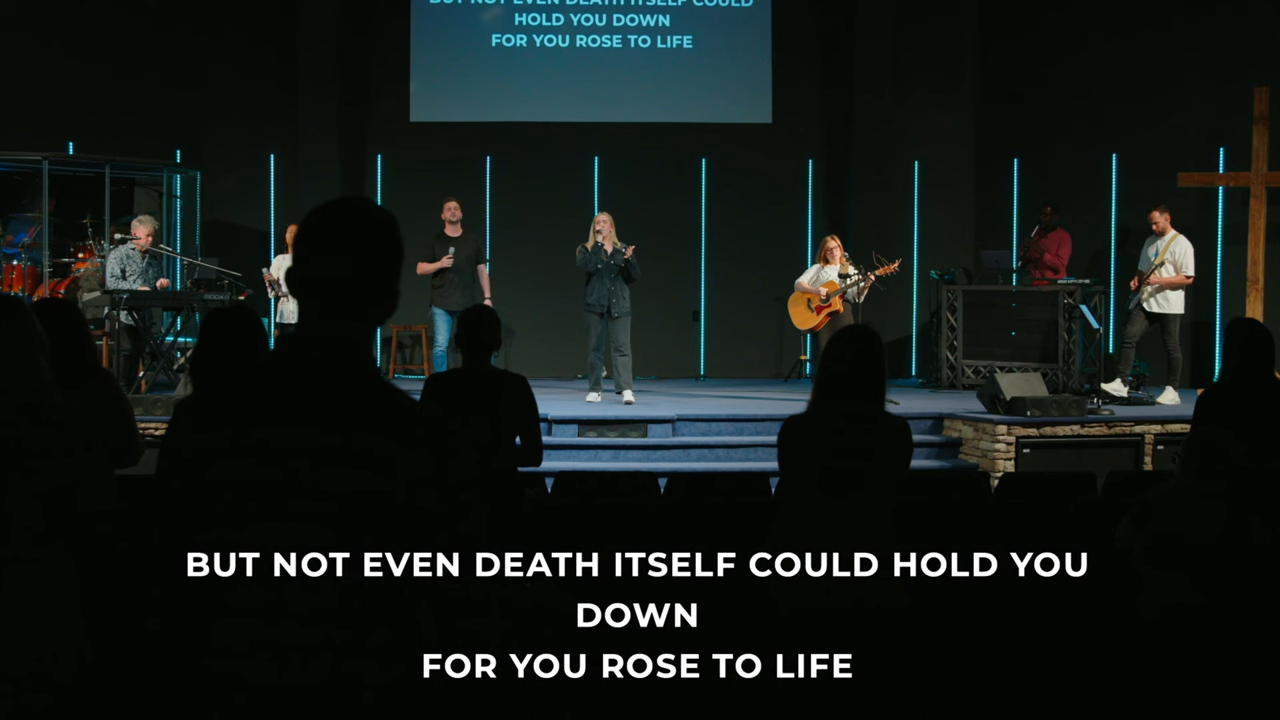 BUT NOT EVEN DEATH ITSELF COULD
HOLD YOU DOWN
FOR YOU ROSE TO LIFE
BUT NOT EVEN DEATH ITSELF COULD HOLD YOU
DOWN
FOR YOU ROSE TO LIFE